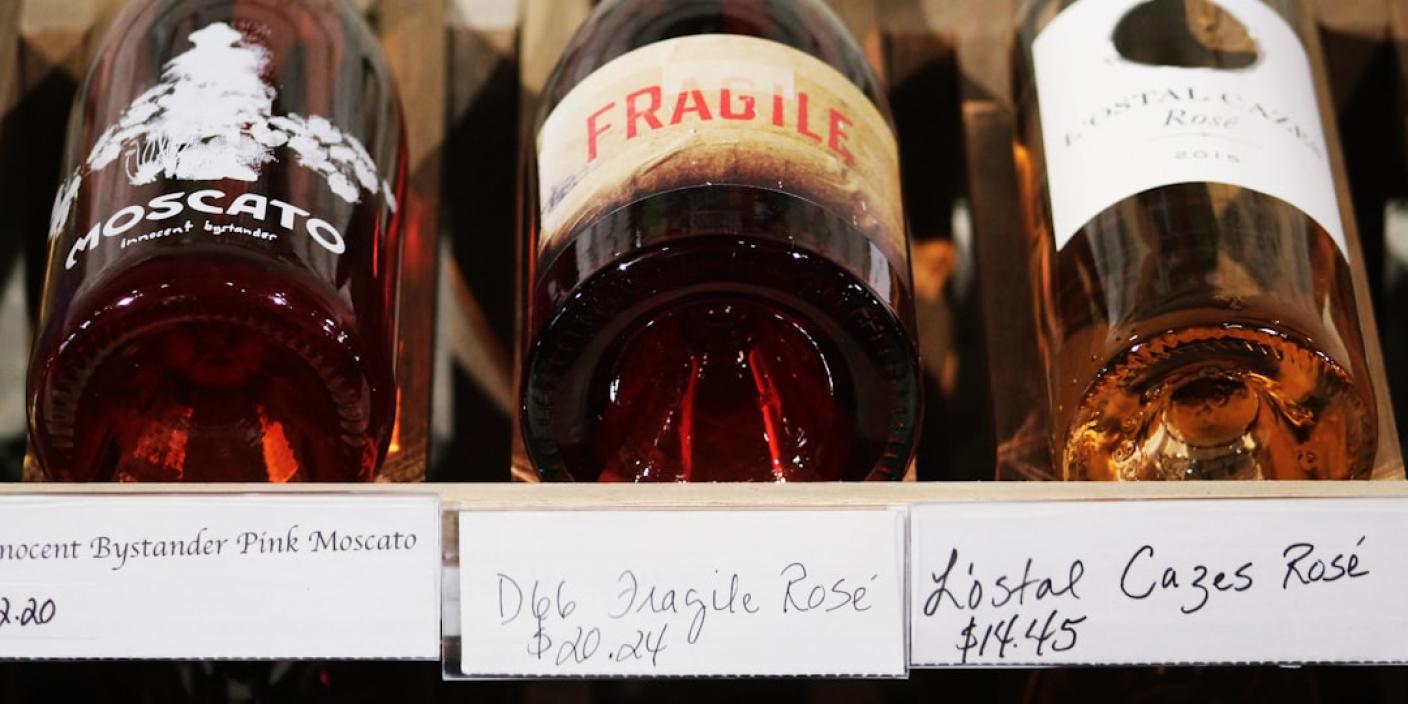 MOSCATO
innocent bystander
FRAGILE
L'OSTAL CAZES
Rosé
2015
nocent Bystander Pink Moscato
2.20
D66 Fragile Rosé
$20.24
L'ostal Cazes Rosé
$14.45